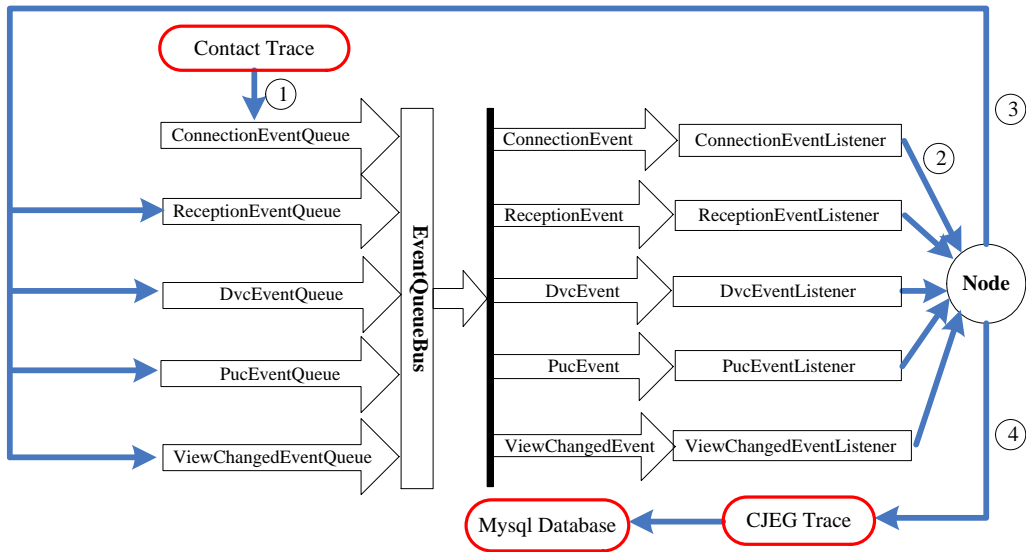 Contact Trace
1
3
ConnectionEventQueue
ConnectionEvent
ConnectionEventListener
2
ReceptionEventQueue
ReceptionEvent
ReceptionEventListener
EventQueueBus
DvcEventQueue
DvcEvent
DvcEventListener
Node
PucEventQueue
PucEvent
PucEventListener
4
ViewChangedEventQueue
ViewChangedEvent
ViewChangedEventListener
Mysql Database
CJEG Trace